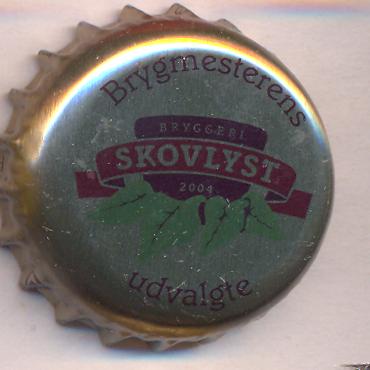 Brygmesterens
BRYGGERI
SKOVLYST
2004
udvalgte